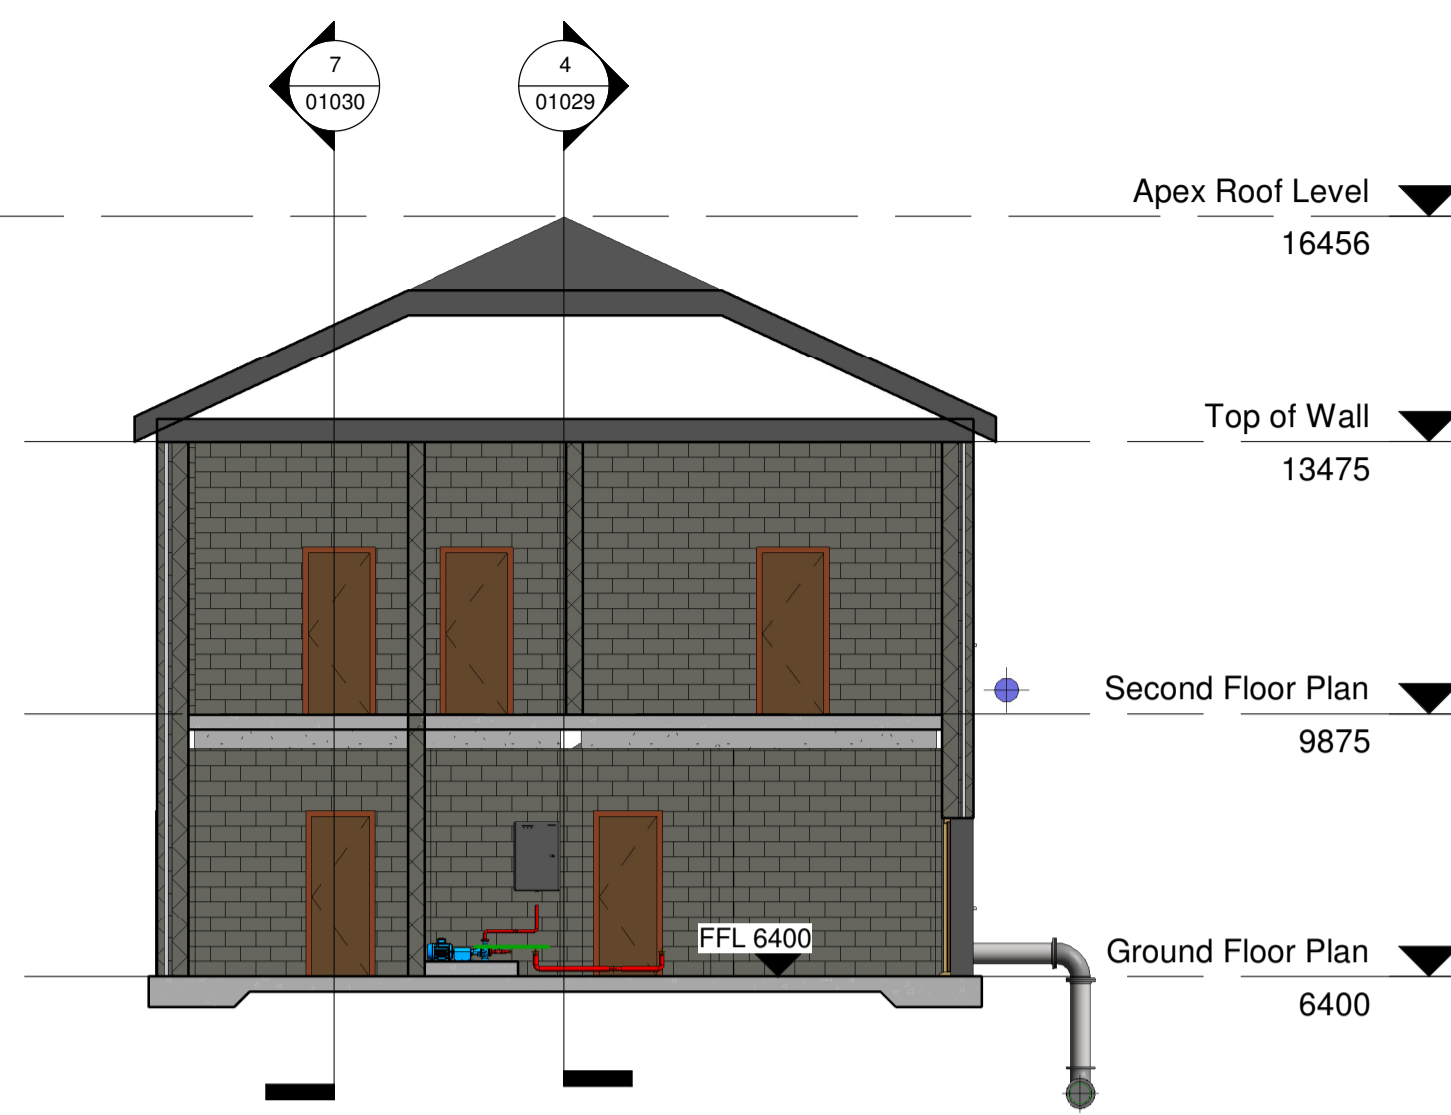 7
01030
4
01029
Apex Roof Level
16456
Top of Wall
13475
Second Floor Plan
9875
FFL 6400
Ground Floor Plan
6400